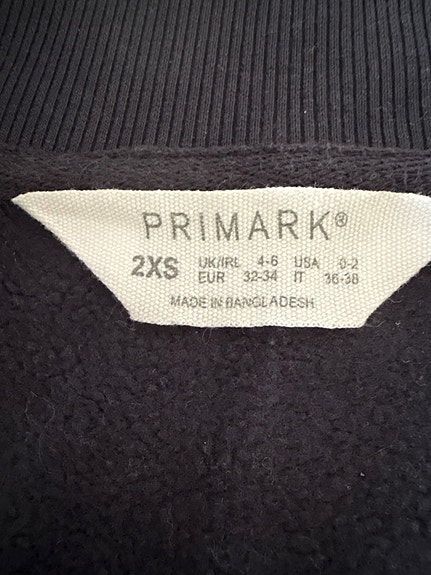 PRIMARK®
2XS UK/IRL 4-6 USA 0-2
EUR 32-34 IT 36-38
MADE IN BANGLADESH